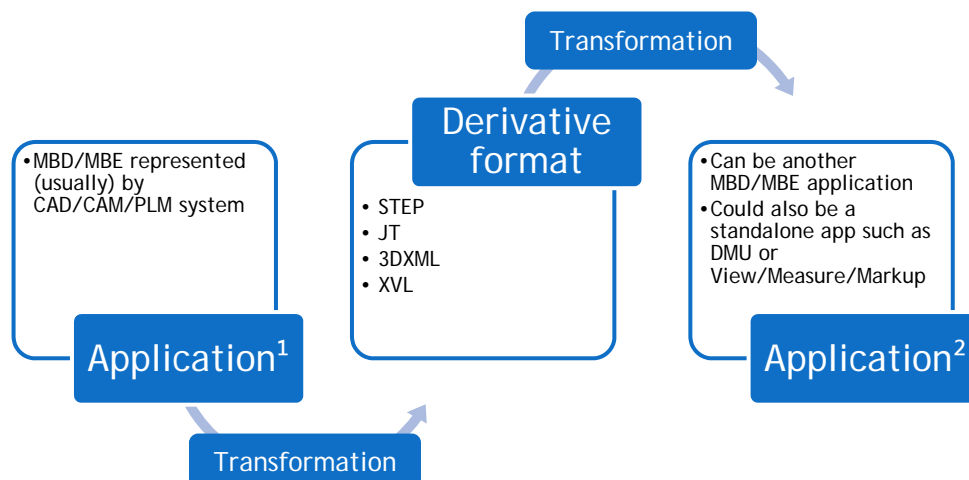 Transformation
Derivative
format
•MBD/MBE represented
(usually) by
CAD/CAM/PLM system
• STEP
• JT
• 3DXML
• XVL
•Can be another
MBD/MBE application
•Could also be a
standalone app such as
DMU or
View/Measure/Markup
Application¹
Application²
Transformation